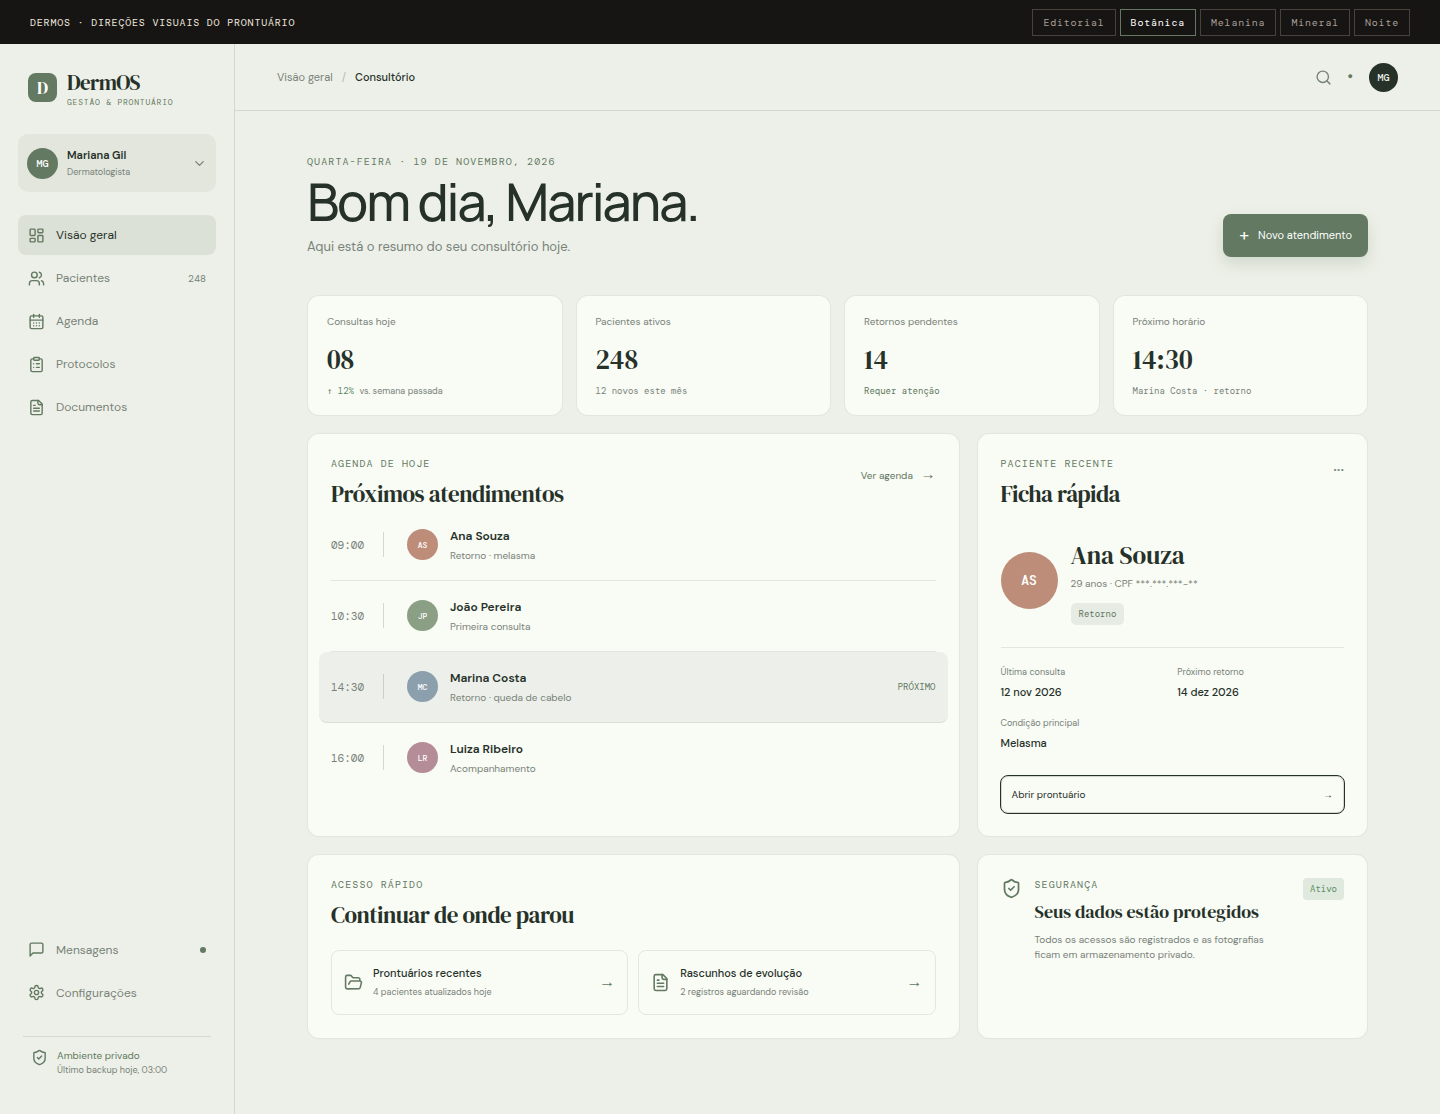 DERMOS · DIREÇÕES VISUAIS DO PRONTUÁRIO
Editorial
Botânica
Melanina
Mineral
Noite
D
DermOS
GESTÃO & PRONTUÁRIO
MG
Mariana Gil
Dermatologista
Visão geral
Pacientes
248
Agenda
Protocolos
Documentos
Mensagens
Configurações
Ambiente privado
Último backup hoje, 03:00
Visão geral / Consultório
MG
QUARTA-FEIRA · 19 DE NOVEMBRO, 2026
Bom dia, Mariana.
Aqui está o resumo do seu consultório hoje.
+ Novo atendimento
Consultas hoje
08
↑ 12% vs. semana passada
Pacientes ativos
248
12 novos este mês
Retornos pendentes
14
Requer atenção
Próximo horário
14:30
Marina Costa · retorno
AGENDA DE HOJE
Próximos atendimentos
Ver agenda →
09:00
AS
Ana Souza
Retorno · melasma
10:30
JP
João Pereira
Primeira consulta
14:30
MC
Marina Costa
Retorno · queda de cabelo
PRÓXIMO
16:00
LR
Luiza Ribeiro
Acompanhamento
PACIENTE RECENTE
Ficha rápida
···
AS
Ana Souza
29 anos · CPF ***.***.***-**
Retorno
Última consulta
12 nov 2026
Próximo retorno
14 dez 2026
Condição principal
Melasma
Abrir prontuário →
ACESSO RÁPIDO
Continuar de onde parou
Prontuários recentes
4 pacientes atualizados hoje
→
Rascunhos de evolução
2 registros aguardando revisão
→
SEGURANÇA
Seus dados estão protegidos
Todos os acessos são registrados e as fotografias
ficam em armazenamento privado.
Ativo